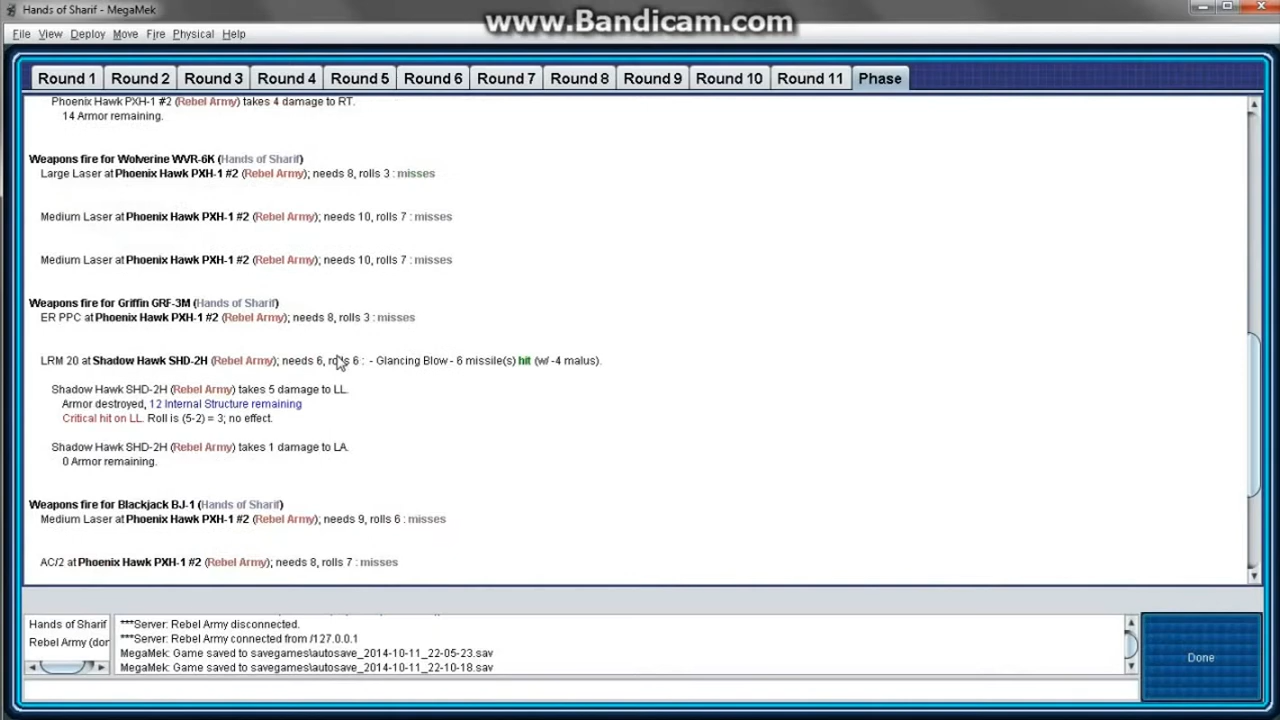 Hands of Sharif - MegaMek
www.Bandicam.com
File View Deploy Move Fire Physical Help
Round 1 Round 2 Round 3 Round 4 Round 5 Round 6 Round 7 Round 8 Round 9 Round 10 Round 11 Phase
Phoenix Hawk PXH-1 #2 (Rebel Army) takes 4 damage to RT.
14 Armor remaining.
Weapons fire for Wolverine WVR-6K (Hands of Sharif)
Large Laser at Phoenix Hawk PXH-1 #2 (Rebel Army); needs 8, rolls 3 : misses
Medium Laser at Phoenix Hawk PXH-1 #2 (Rebel Army); needs 10, rolls 7 : misses
Medium Laser at Phoenix Hawk PXH-1 #2 (Rebel Army); needs 10, rolls 7 : misses
Weapons fire for Griffin GRF-3M (Hands of Sharif)
ER PPC at Phoenix Hawk PXH-1 #2 (Rebel Army); needs 8, rolls 3 : misses
LRM 20 at Shadow Hawk SHD-2H (Rebel Army); needs 6, rolls 6 : - Glancing Blow - 6 missile(s) hit (w/ -4 malus).
Shadow Hawk SHD-2H (Rebel Army) takes 5 damage to LL.
Armor destroyed, 12 Internal Structure remaining
Critical hit on LL. Roll is (5-2) = 3; no effect.
Shadow Hawk SHD-2H (Rebel Army) takes 1 damage to LA.
0 Armor remaining.
Weapons fire for Blackjack BJ-1 (Hands of Sharif)
Medium Laser at Phoenix Hawk PXH-1 #2 (Rebel Army); needs 9, rolls 6 : misses
AC/2 at Phoenix Hawk PXH-1 #2 (Rebel Army); needs 8, rolls 7 : misses
Hands of Sharif
Rebel Army (don
***Server: Rebel Army disconnected.
***Server: Rebel Army connected from /127.0.0.1
MegaMek: Game saved to savegames\autosave_2014-10-11_22-05-23.sav
MegaMek: Game saved to savegames\autosave_2014-10-11_22-10-18.sav
Done